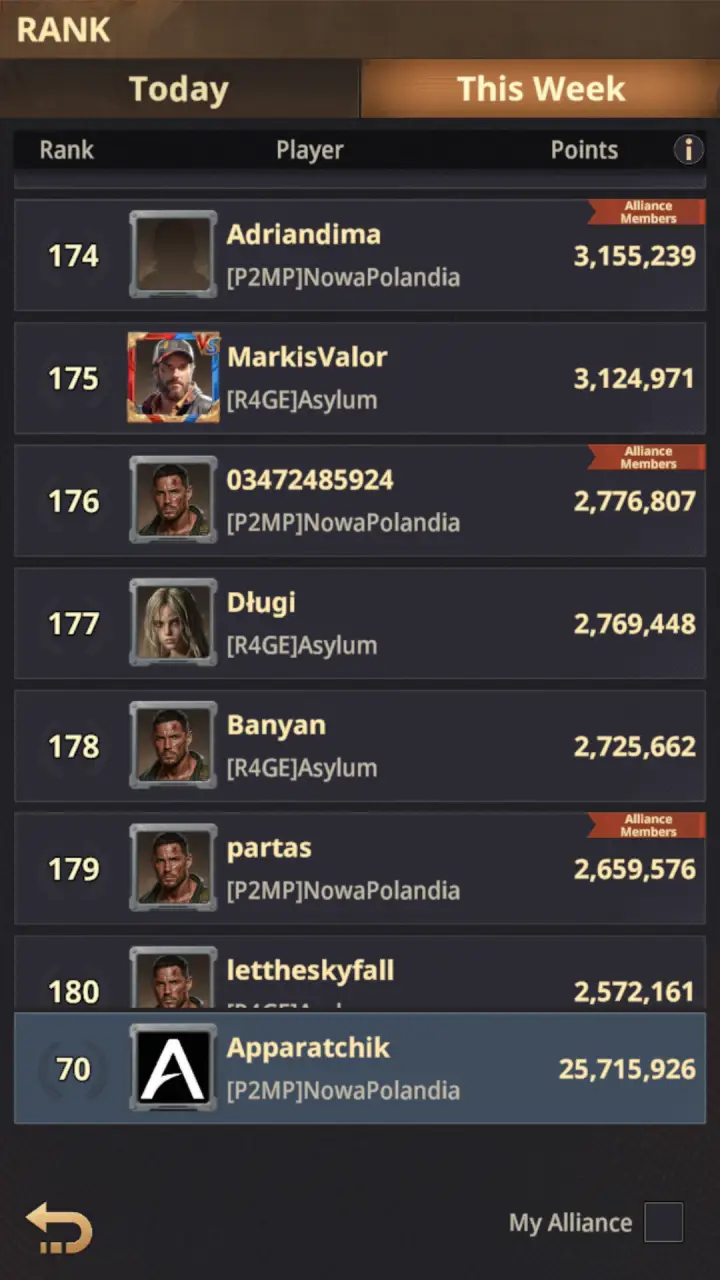 RANK
Today
This Week
Rank
Player
Points
174
Adriandima
[P2MP]NowaPolandia
Alliance
Members
3,155,239
175
MarkisValor
[R4GE]Asylum
3,124,971
176
03472485924
[P2MP]NowaPolandia
Alliance
Members
2,776,807
177
Długi
[R4GE]Asylum
2,769,448
178
Banyan
[R4GE]Asylum
2,725,662
179
partas
[P2MP]NowaPolandia
Alliance
Members
2,659,576
180
lettheskyfall
2,572,161
70
Apparatchik
[P2MP]NowaPolandia
25,715,926
My Alliance